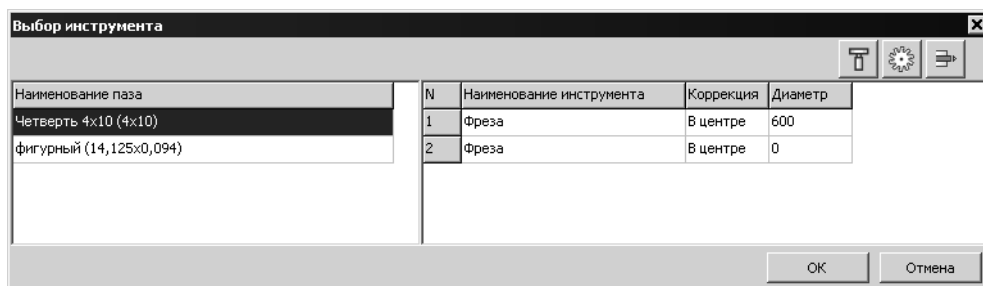 Выбор инструмента
Наименование паза
N Наименование инструмента Коррекция Диаметр
Четверть 4x10 (4x10)
1 Фреза В центре 600
фигурный (14,125x0,094)
2 Фреза В центре 0
ОК Отмена